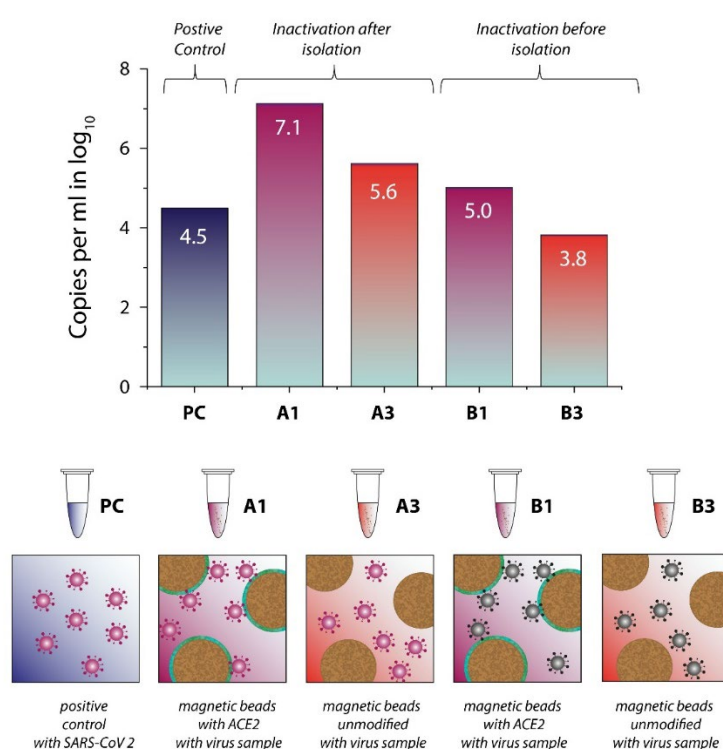 Postive
Control
Inactivation after
isolation
Inactivation before
isolation
Copies per ml in log10
8
6
4
2
0
4.5
7.1
5.6
5.0
3.8
PC
A1
A3
B1
B3
PC
A1
A3
B1
B3
positive
control
with SARS-CoV 2
magnetic beads
with ACE2
with virus sample
magnetic beads
unmodified
with virus sample
magnetic beads
with ACE2
with virus sample
magnetic beads
unmodified
with virus sample